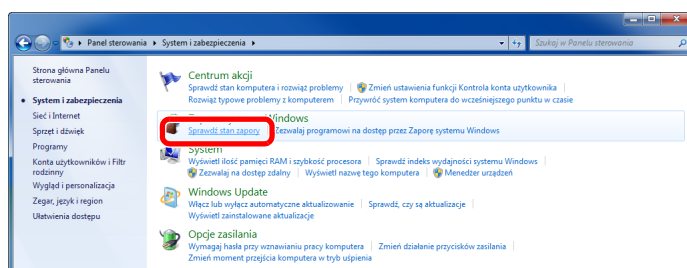 Panel sterowania ▸ System i zabezpieczenia ▸
Szukaj w Panelu sterowania
Strona główna Panelu
sterowania
System i zabezpieczenia
Sieć i Internet
Sprzęt i dźwięk
Programy
Konta użytkowników i Filtr
rodzinny
Wygląd i personalizacja
Zegar, język i region
Ułatwienia dostępu
Centrum akcji
Sprawdź stan komputera i rozwiąż problemy | Zmień ustawienia funkcji Kontrola konta użytkownika
Rozwiąż typowe problemy z komputerem | Przywróć system komputera do wcześniejszego punktu w czasie
Windows
Sprawdź stan zapory | Zezwalaj programowi na dostęp przez Zaporę systemu Windows
System
Wyświetl ilość pamięci RAM i szybkość procesora | Sprawdź indeks wydajności systemu Windows
Zezwalaj na dostęp zdalny | Wyświetl nazwę tego komputera | Menedżer urządzeń
Windows Update
Włącz lub wyłącz automatyczne aktualizowanie | Sprawdź, czy są aktualizacje
Wyświetl zainstalowane aktualizacje
Opcje zasilania
Wymagaj hasła przy wznawianiu pracy komputera | Zmień działanie przycisków zasilania
Zmień moment przejścia komputera w tryb uśpienia